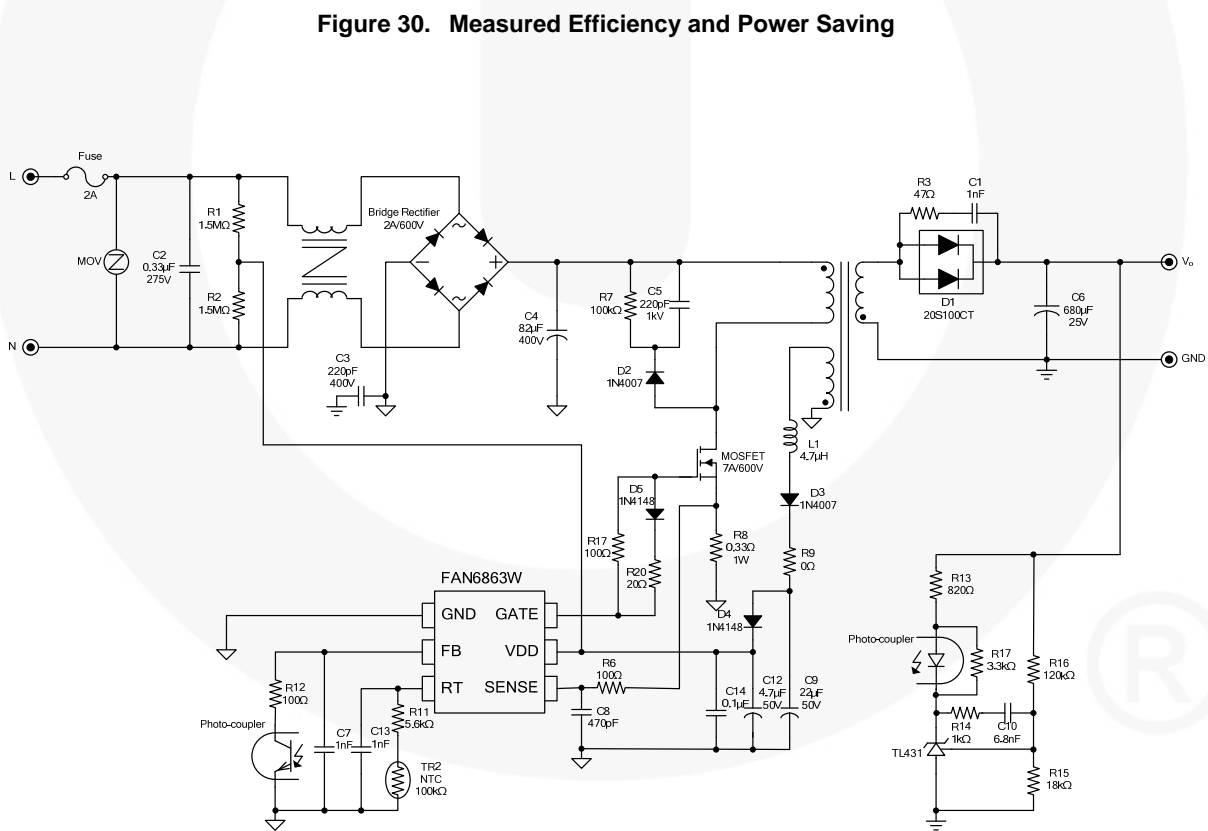 Figure 30. Measured Efficiency and Power Saving
L
Fuse
2A
R1
1.5MΩ
MOV
C2
0.33µF
275V
R2
1.5MΩ
N
Bridge Rectifier
2A/600V
~
~
C3
220pF
400V
C4
82µF
400V
R7
100kΩ
C5
220pF
1kV
D2
1N4007
R3
47Ω
C1
1nF
D1
20S100CT
C6
680µF
25V
Vo
GND
L1
4.7µH
MOSFET
7A/600V
D5
1N4148
R17
100Ω
R20
20Ω
R8
0.33Ω
1W
D3
1N4007
R9
0Ω
D4
1N4148
FAN6863W
GND
GATE
FB
VDD
RT
SENSE
R6
100Ω
C8
470pF
C14
0.1µF
C12
4.7µF
50V
C9
22µF
50V
R12
100Ω
Photo-coupler
C7
1nF
C13
1nF
R11
5.6kΩ
TR2
NTC
100kΩ
R13
820Ω
Photo-coupler
R17
3.3kΩ
R16
120kΩ
R14
1kΩ
C10
6.8nF
TL431
R15
18kΩ
®